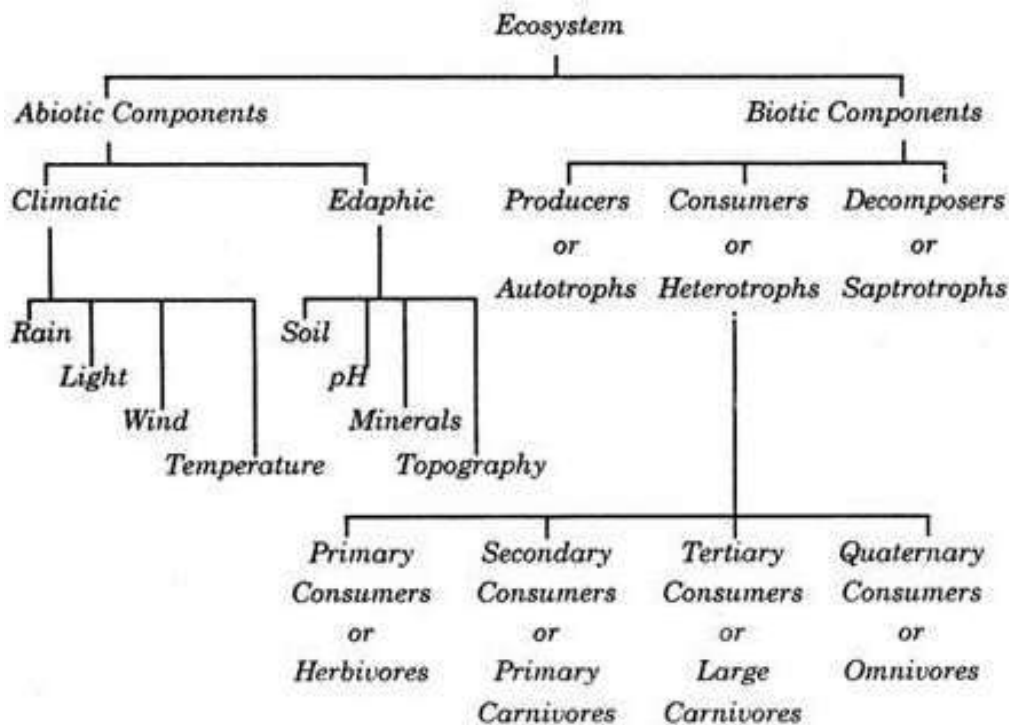 Ecosystem
Abiotic Components Biotic Components
Climatic Edaphic Producers Consumers Decomposers
or or or
Autotrophs Heterotrophs Saptrotrophs
Rain Soil
Light pH
Wind Minerals
Temperature Topography
Primary Secondary Tertiary Quaternary
Consumers Consumers Consumers Consumers
or or or or
Herbivores Primary Large Omnivores
Carnivores Carnivores